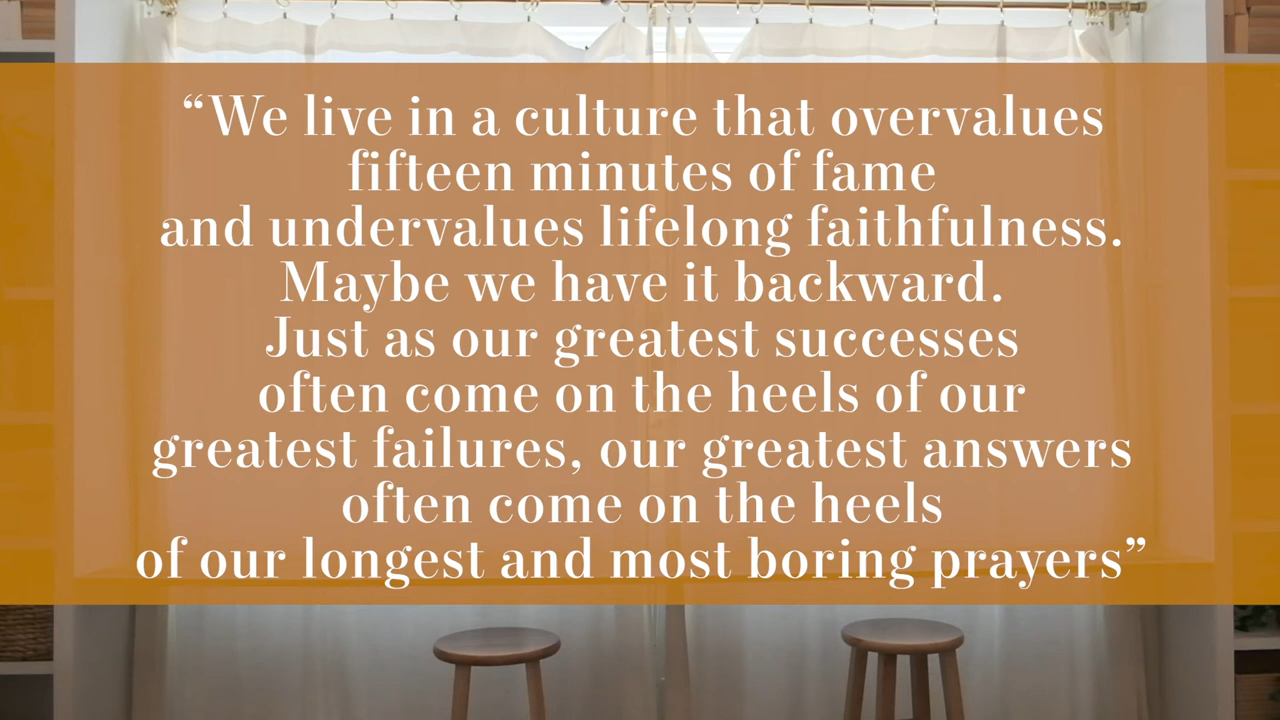 “We live in a culture that overvalues
fifteen minutes of fame
and undervalues lifelong faithfulness.
Maybe we have it backward.
Just as our greatest successes
often come on the heels of our
greatest failures, our greatest answers
often come on the heels
of our longest and most boring prayers”